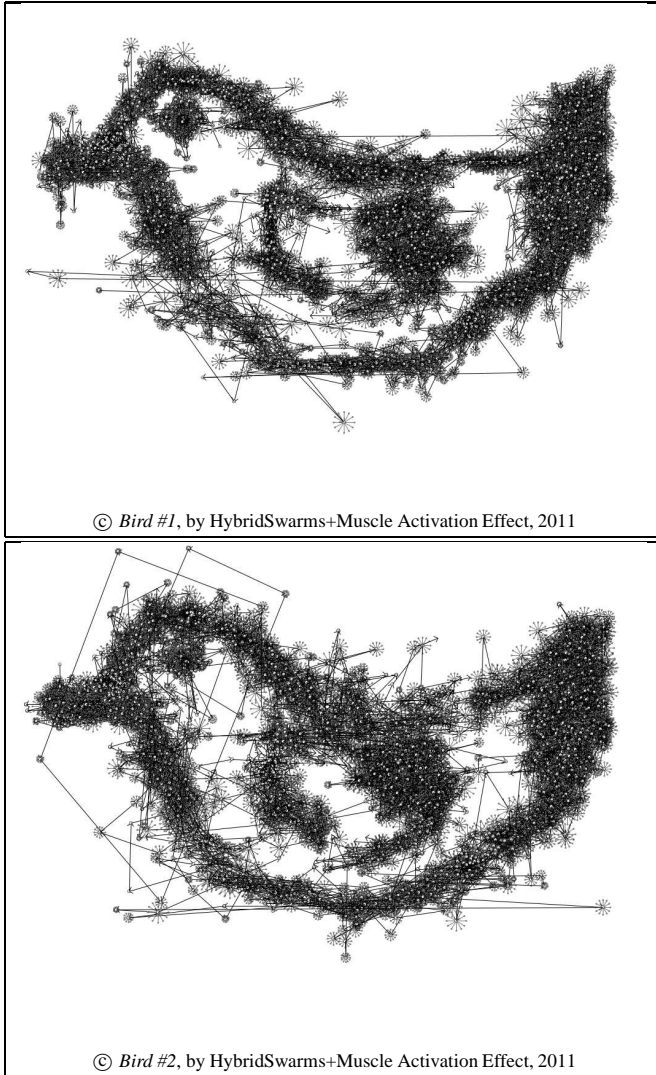 © Bird #1, by HybridSwarms+Muscle Activation Effect, 2011
© Bird #2, by HybridSwarms+Muscle Activation Effect, 2011